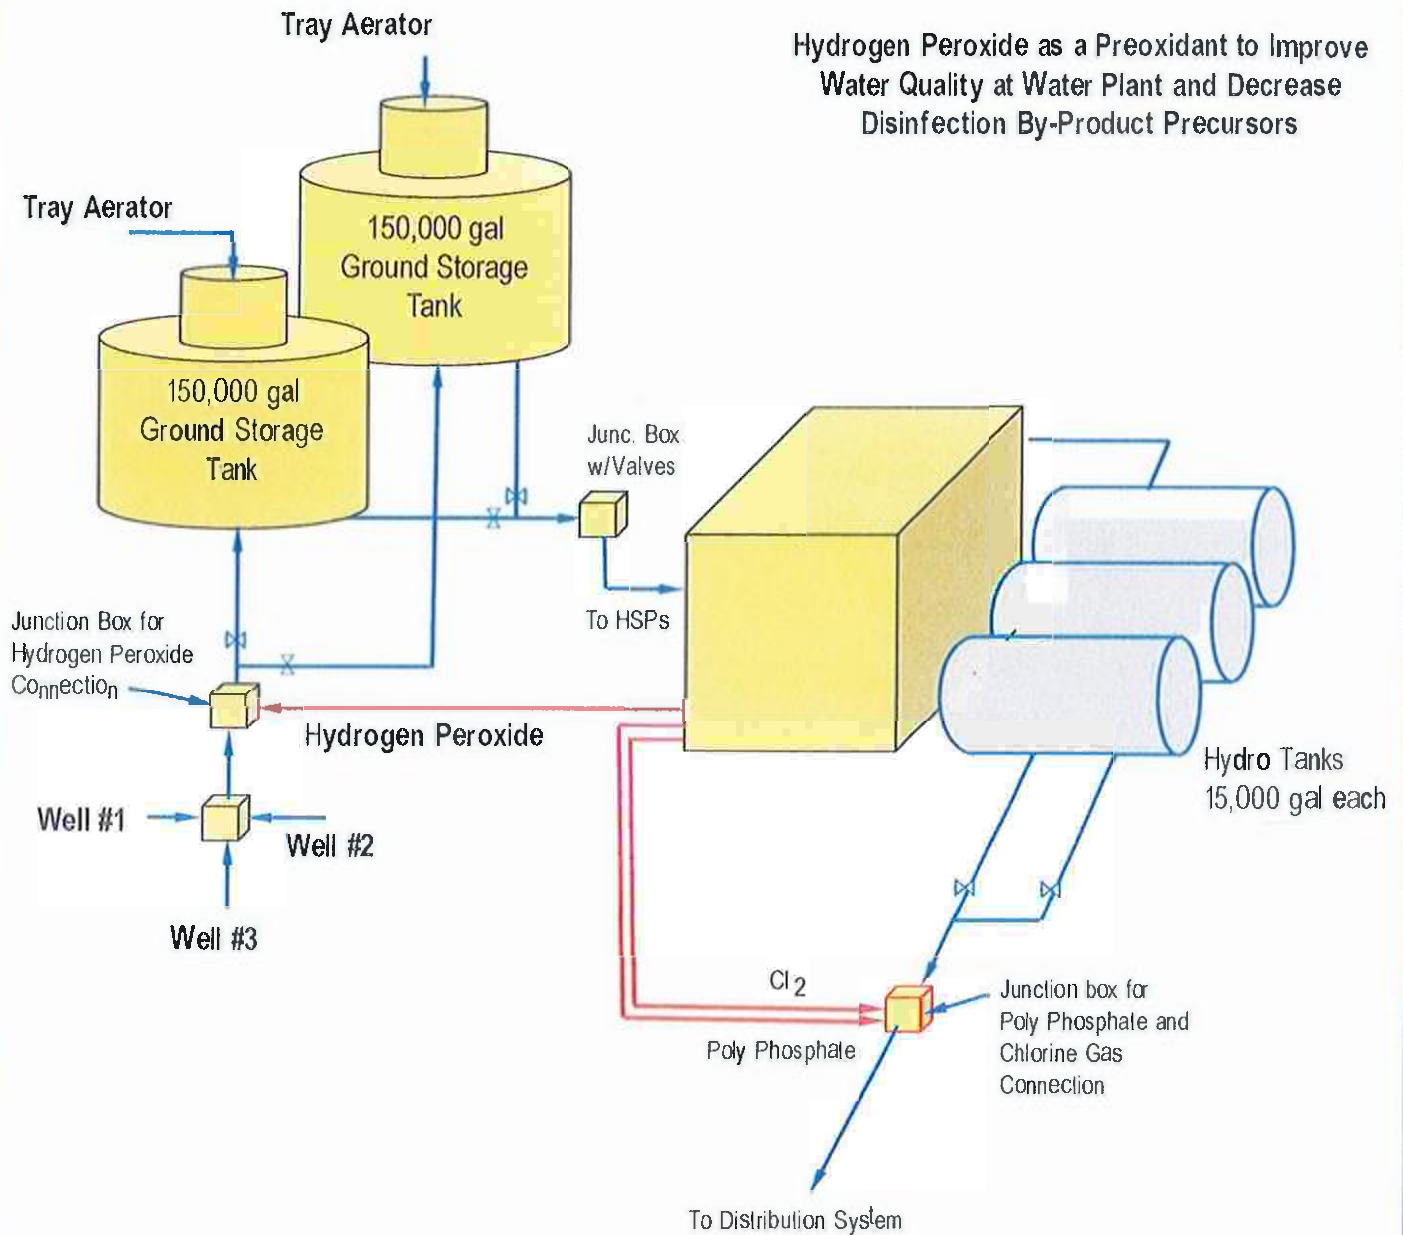 Tray Aerator
Hydrogen Peroxide as a Preoxidant to Improve
Water Quality at Water Plant and Decrease
Disinfection By-Product Precursors
Tray Aerator
150,000 gal
Ground Storage
Tank
150,000 gal
Ground Storage
Tank
Junc. Box
w/Valves
To HSPs
Junction Box for
Hydrogen Peroxide
Connection
Hydrogen Peroxide
Hydro Tanks
15,000 gal each
Well #1
Well #2
Well #3
Cl 2
Poly Phosphate
Junction box for
Poly Phosphate and
Chlorine Gas
Connection
To Distribution System